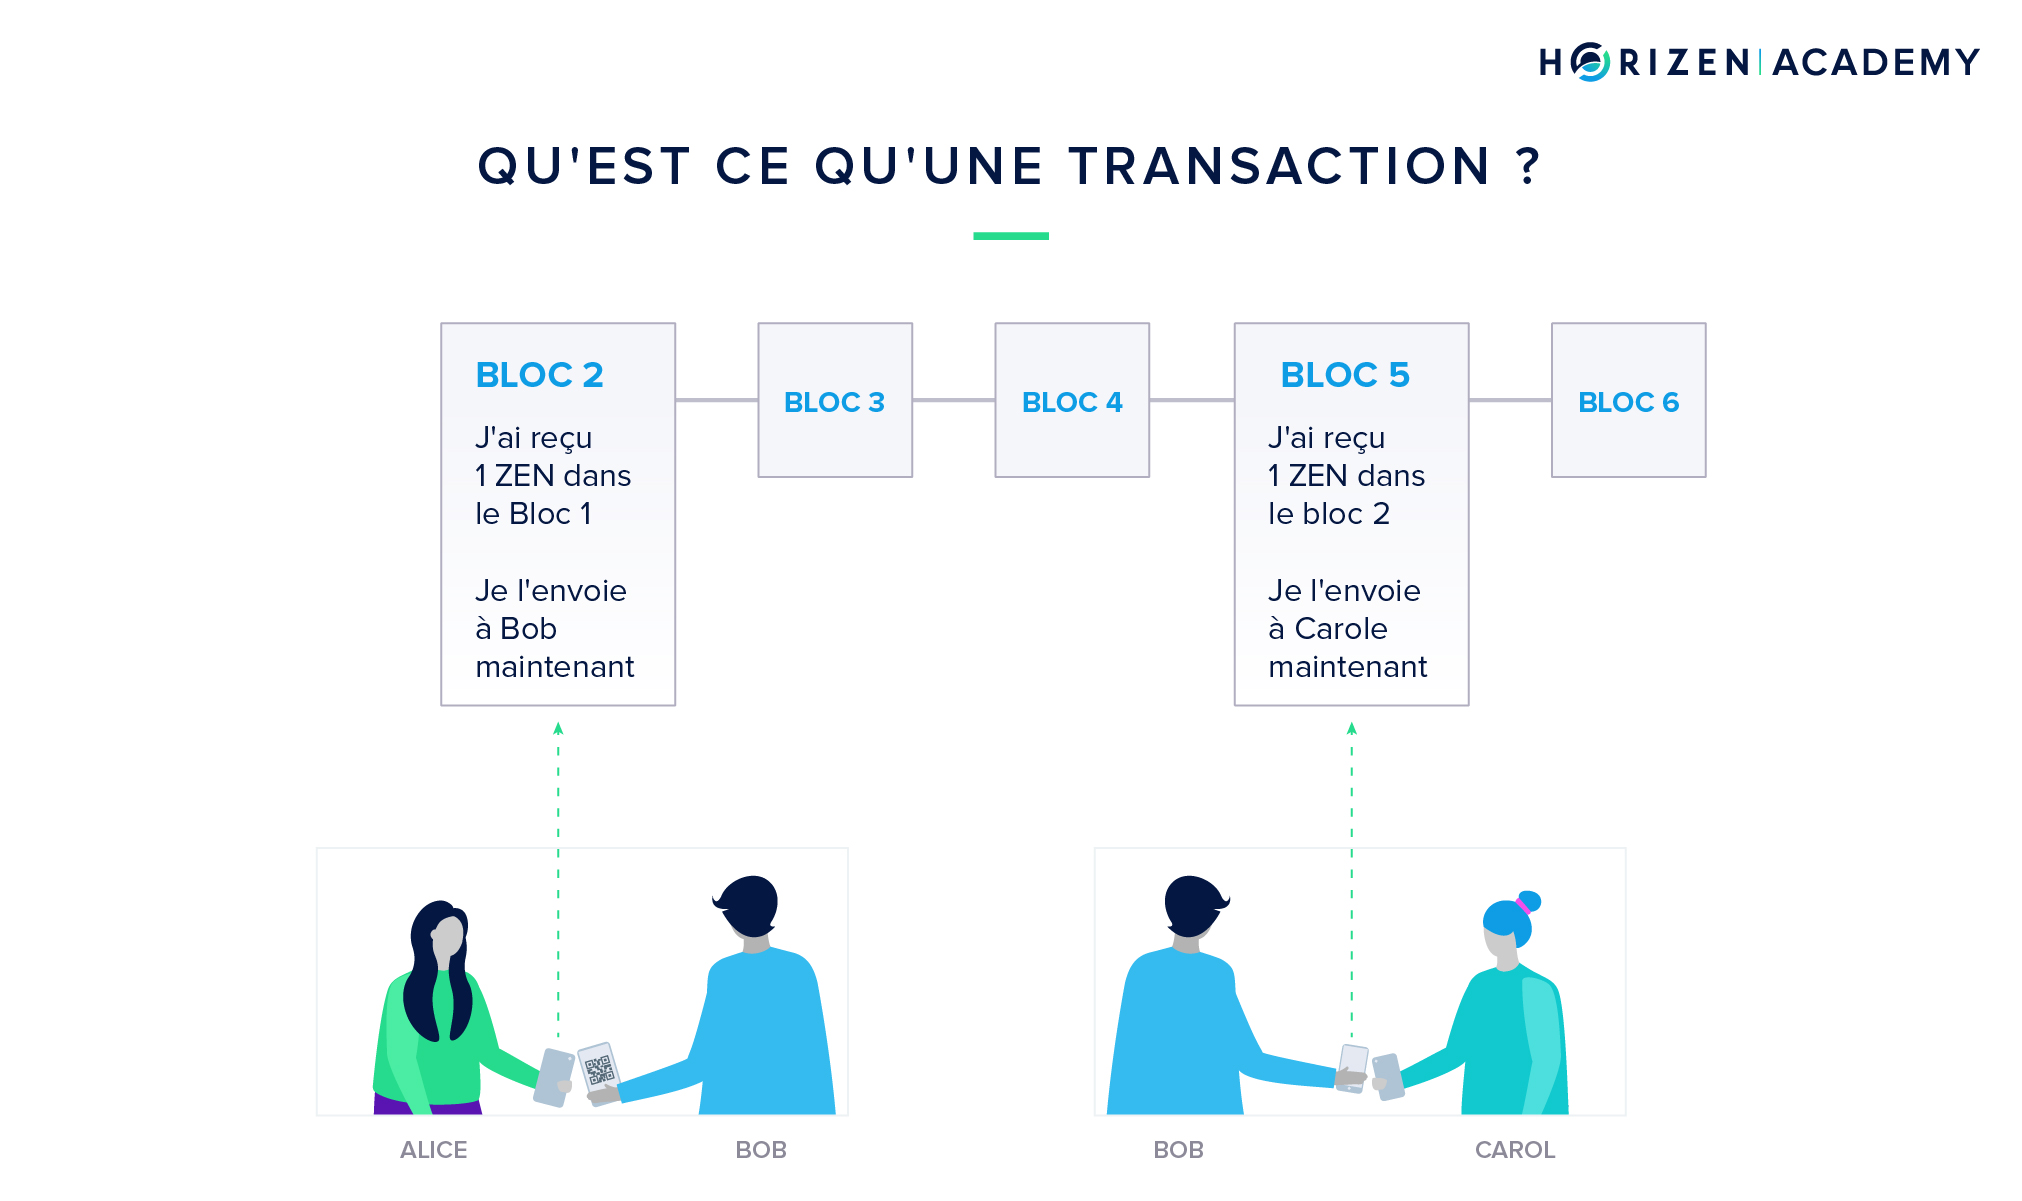 HORIZEN | ACADEMY
QU'EST CE QU'UNE TRANSACTION ?
BLOC 2
J'ai reçu
1 ZEN dans
le Bloc 1
Je l'envoie
à Bob
maintenant
BLOC 3
BLOC 4
BLOC 5
J'ai reçu
1 ZEN dans
le bloc 2
Je l'envoie
à Carole
maintenant
BLOC 6
ALICE
BOB
BOB
CAROL